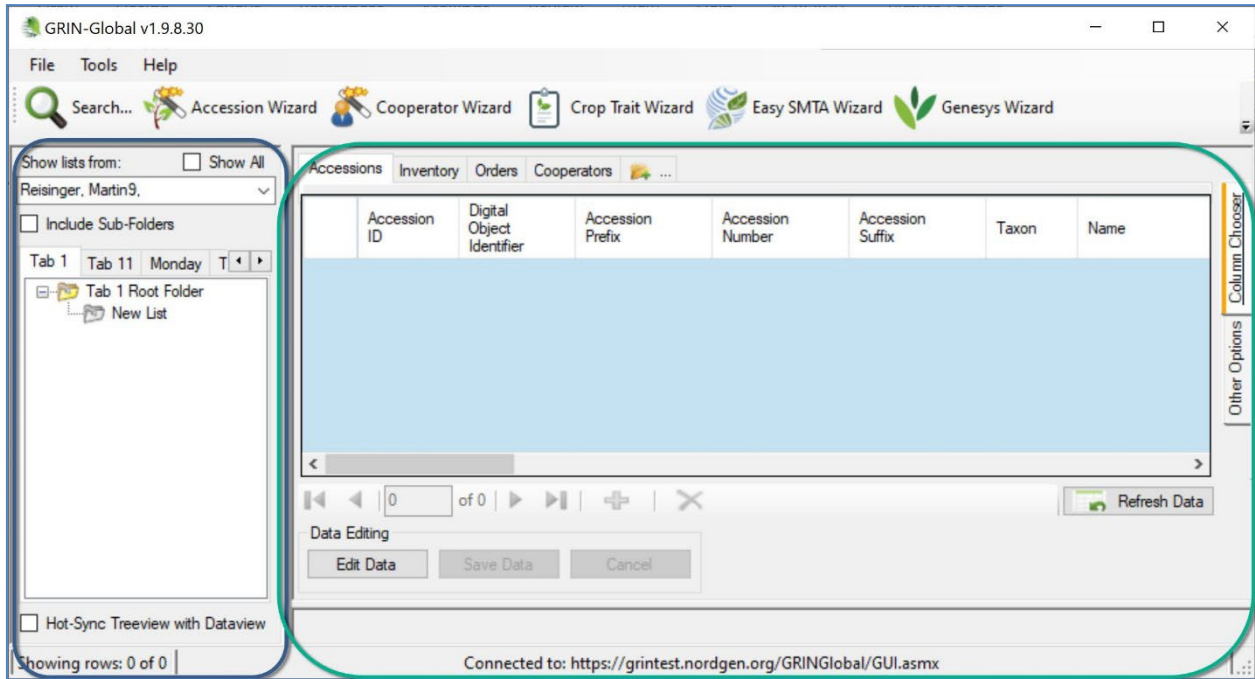 GRIN-Global v1.9.8.30
File Tools Help
Search... Accession Wizard Cooperator Wizard Crop Trait Wizard Easy SMTA Wizard Genesys Wizard
Show lists from: Show All
Reisinger, Martin9,
Include Sub-Folders
Tab 1 Tab 11 Monday T
Tab 1 Root Folder
New List
Hot-Sync Treeview with Dataview
Showing rows: 0 of 0
Accessions Inventory Orders Cooperators ...
Accession ID
Digital Object Identifier
Accession Prefix
Accession Number
Accession Suffix
Taxon
Name
Column Chooser
Other Options
0 of 0
Refresh Data
Data Editing
Edit Data Save Data Cancel
Connected to: https://grintest.nordgen.org/GRINGlobal/GUI.asmx